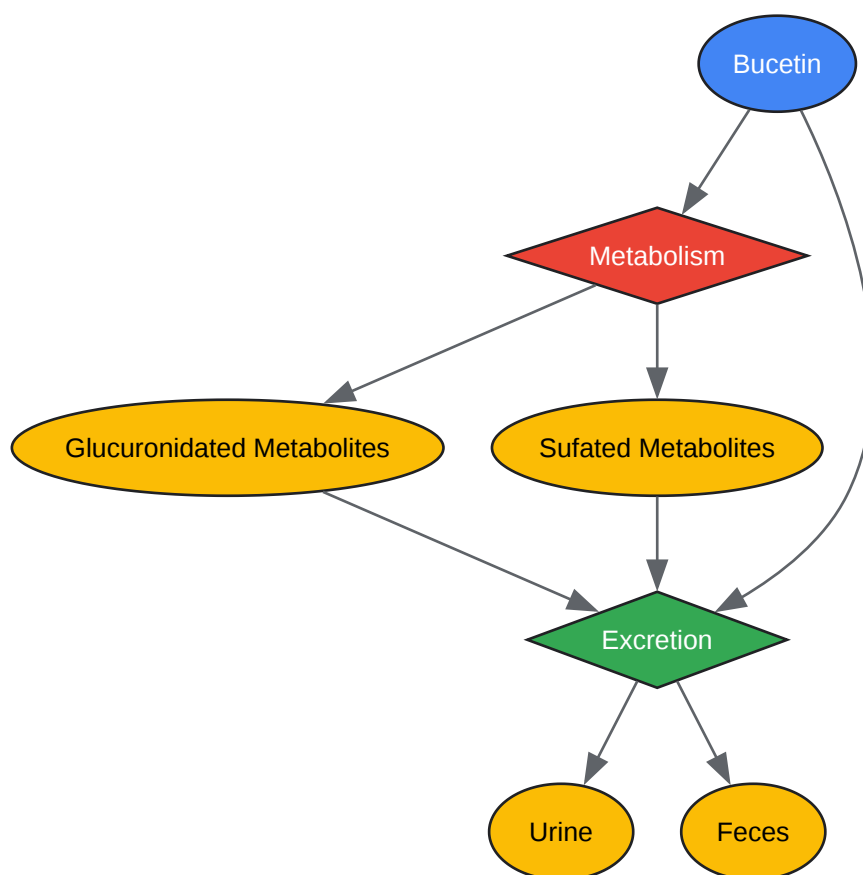 Bucetin
Metabolism
Glucuronidated Metabolites
Sufated Metabolites
Excretion
Urine
Feces